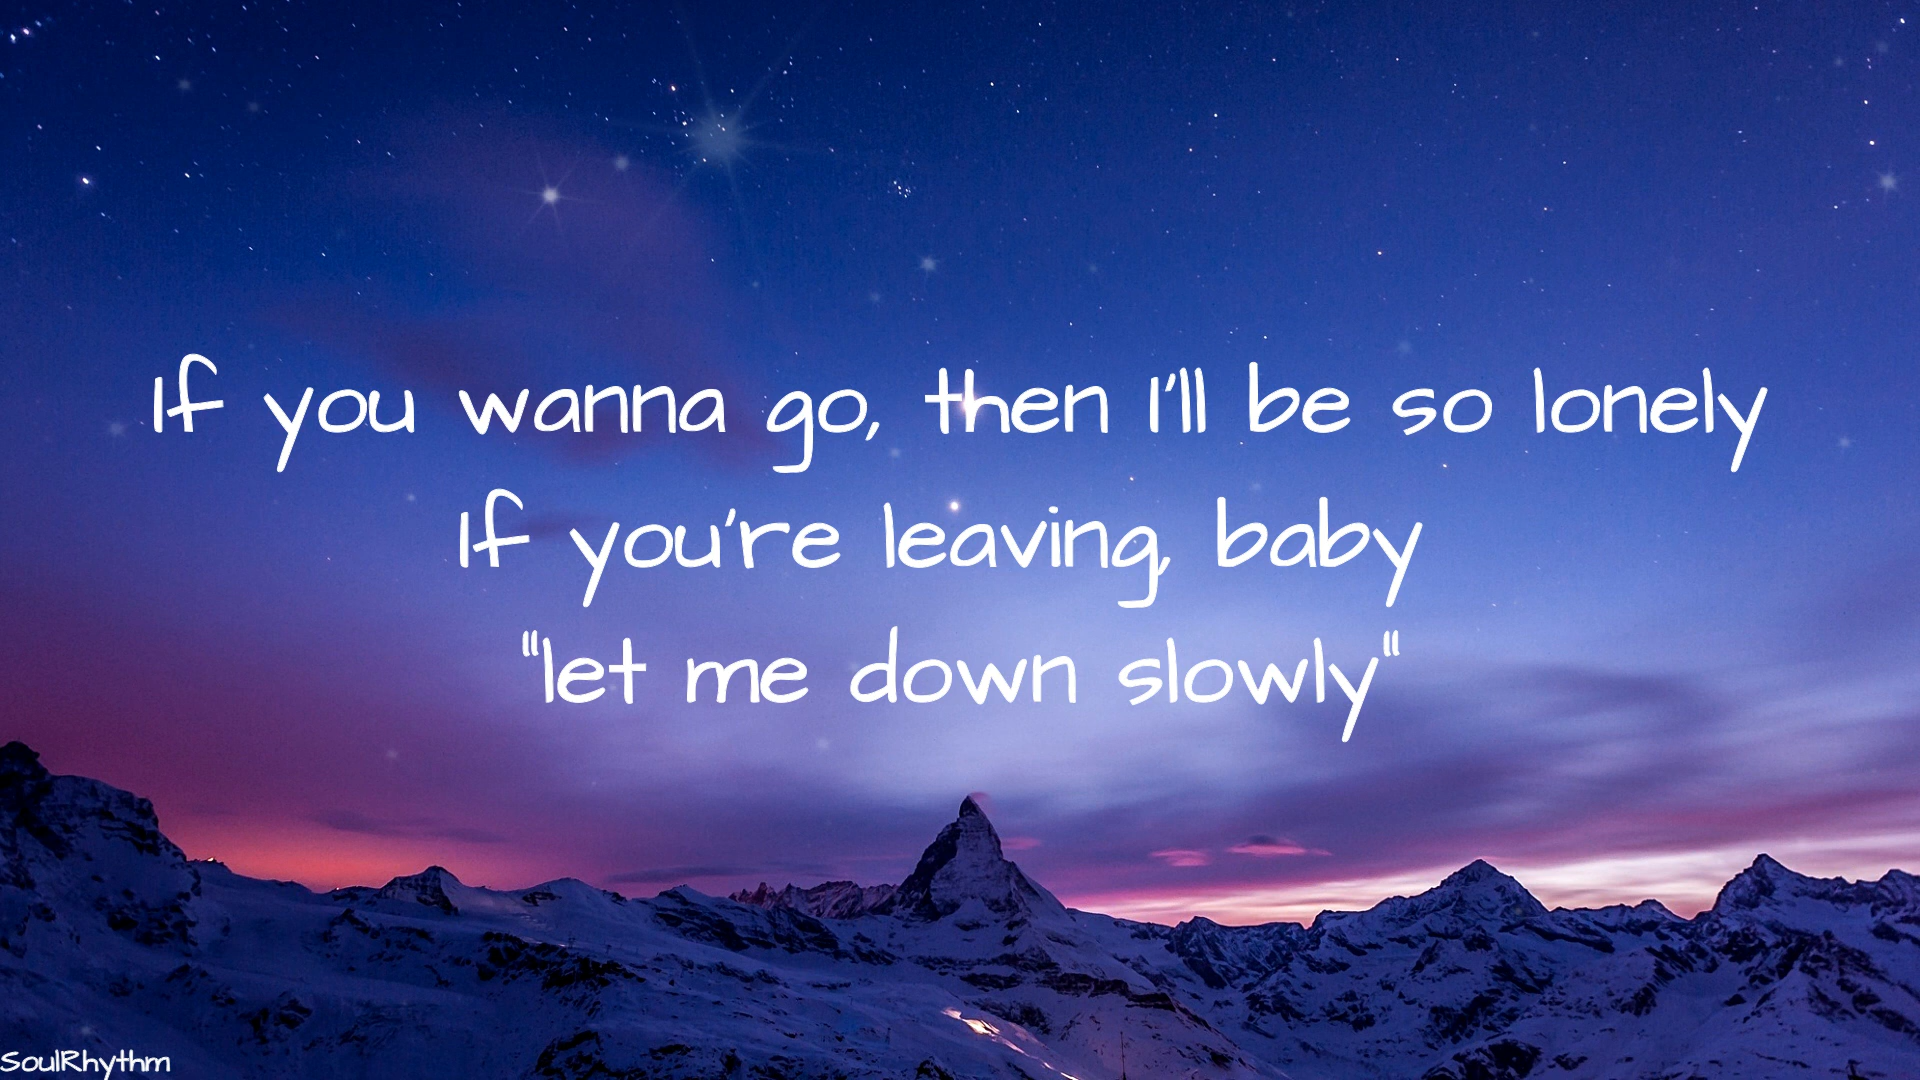 If you wanna go, then I'll be so lonely
If you're leaving, baby
"let me down slowly"
SoulRhythm